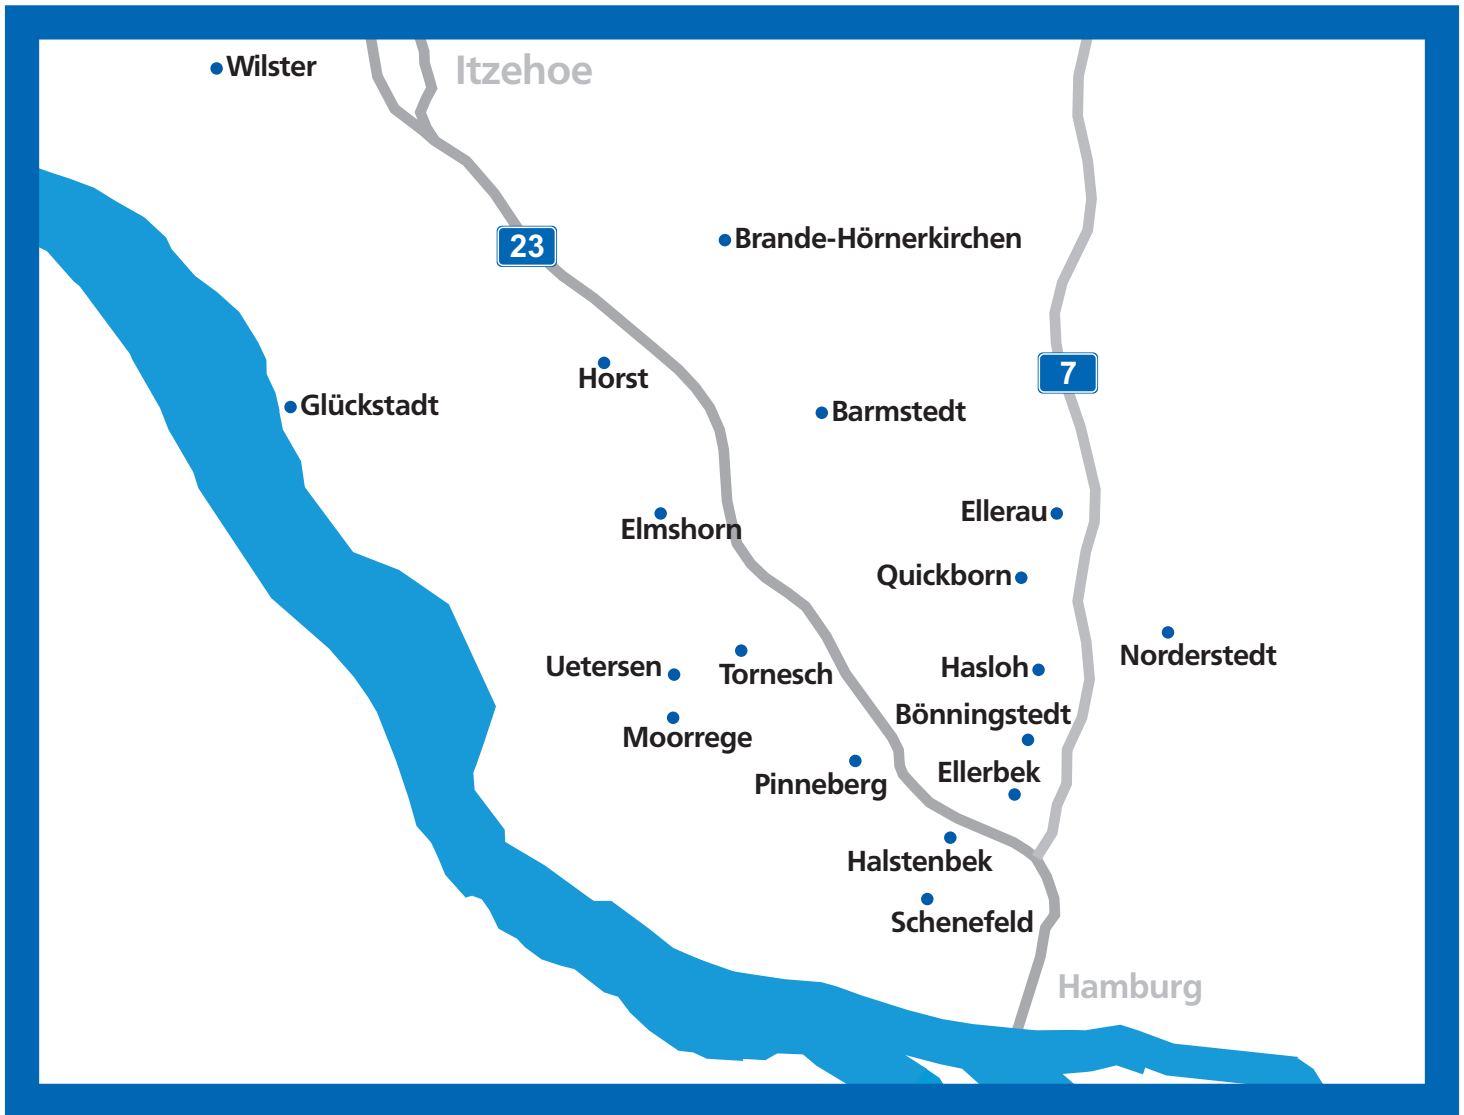 Wilster
Itzehoe
23
Brande-Hörnerkirchen
Horst
7
Glückstadt
Barmstedt
Ellerau
Elmshorn
Quickborn
Norderstedt
Uetersen
Tornesch
Hasloh
Bönningstedt
Moorrege
Pinneberg
Ellerbek
Halstenbek
Schenefeld
Hamburg